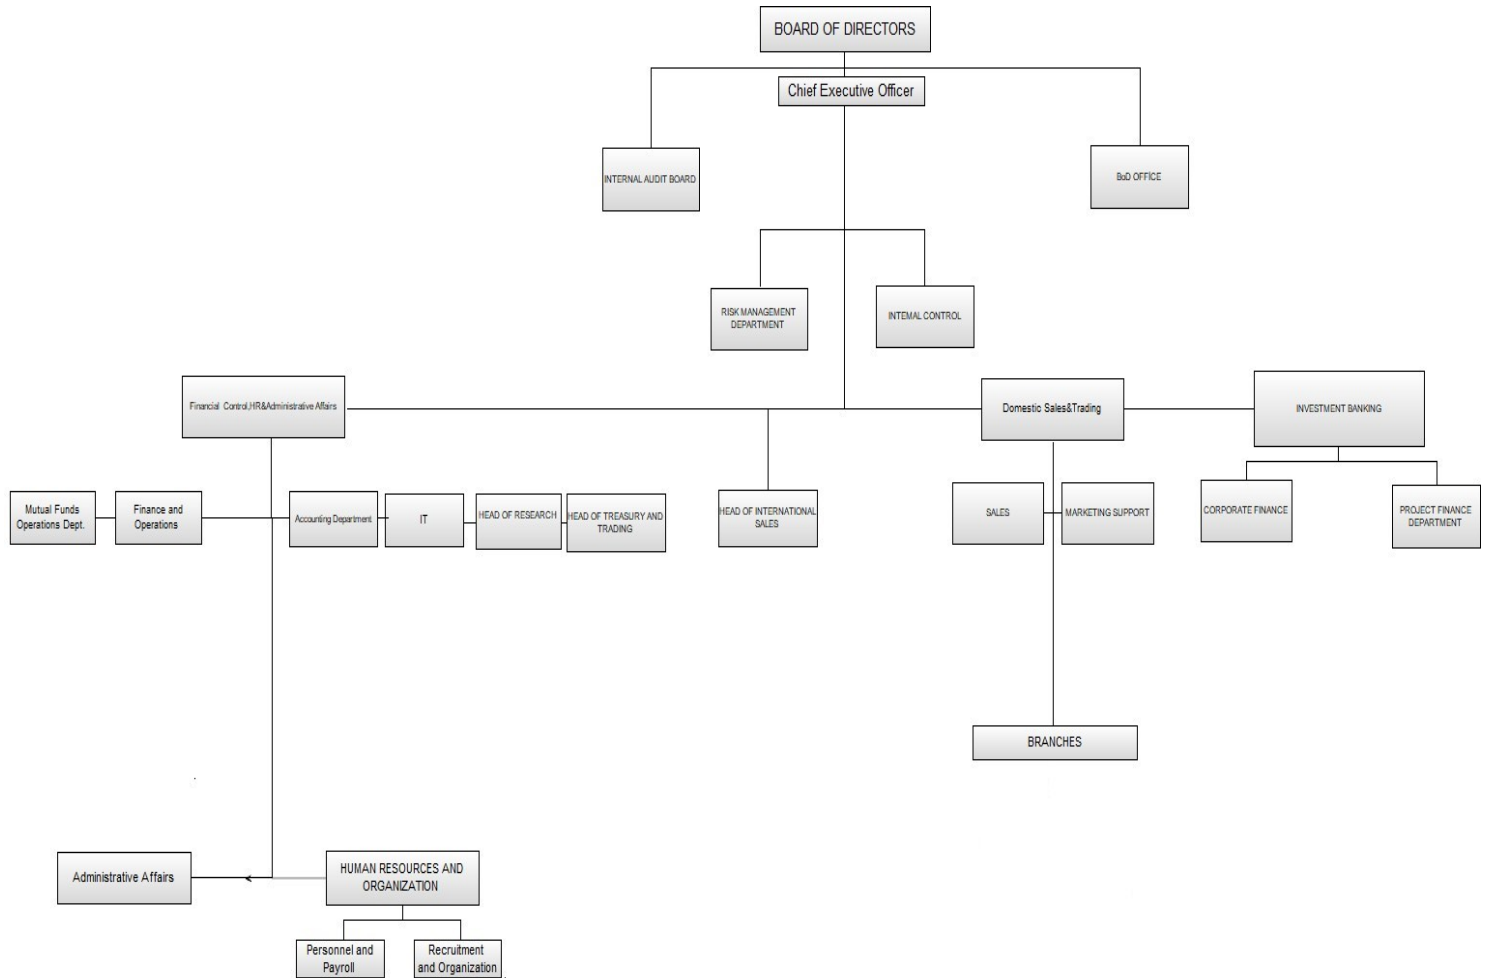 BOARD OF DIRECTORS
Chief Executive Officer
INTERNAL AUDIT BOARD
BoD OFFİCE
RISK MANAGEMENT
DEPARTMENT
INTEMAL CONTROL
Financial Control,HR&Administrative Affairs
Domestic Sales&Trading
INVESTMENT BANKING
Mutual Funds
Operations Dept.
Finance and
Operations
Accounting Department
IT
HEAD OF RESEARCH
HEAD OF TREASURY AND
TRADING
HEAD OF INTERNATIONAL
SALES
SALES
MARKETING SUPPORT
CORPORATE FINANCE
PROJECT FINANCE
DEPARTMENT
BRANCHES
Administrative Affairs
HUMAN RESOURCES AND
ORGANIZATION
Personnel and
Payroll
Recruitment
and Organization